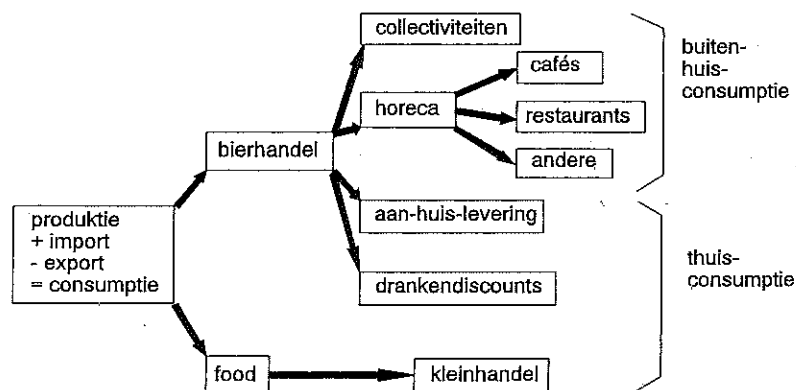 collectiviteiten
cafés
buiten-
huis-
consumptie
horeca
restaurants
bierhandel
andere
produktie
+ import
- export
= consumptie
aan-huis-levering
thuis-
consumptie
drankendiscounts
food
kleinhandel